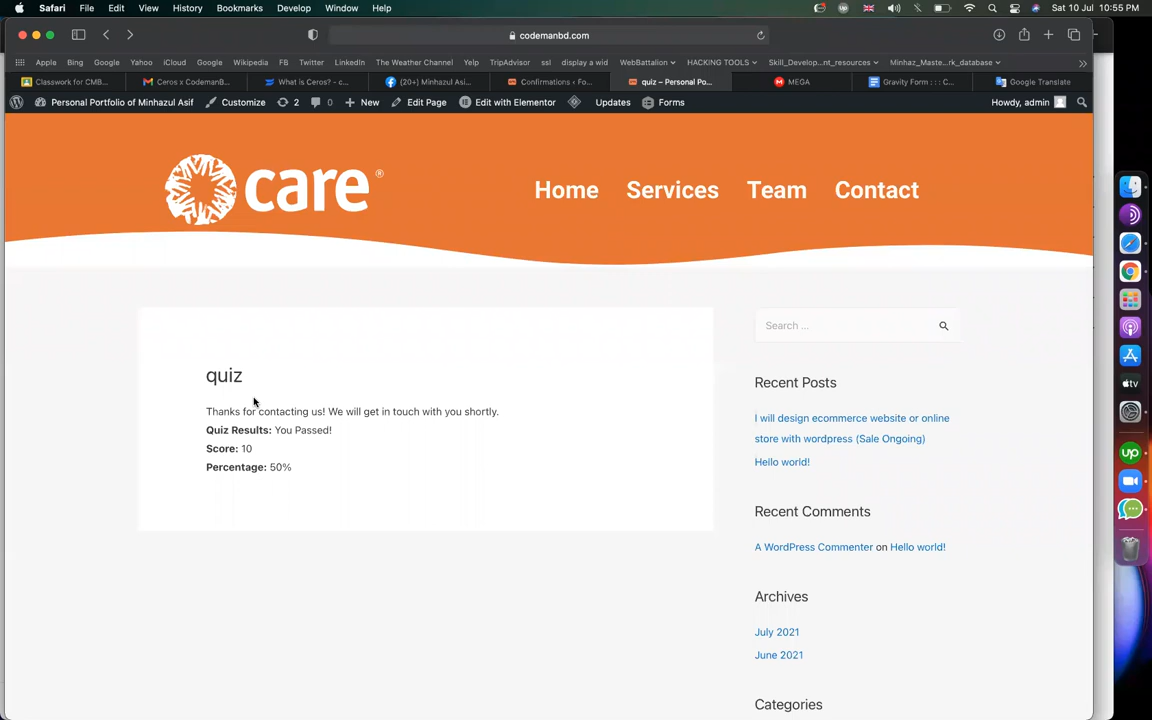 Safari File Edit View History Bookmarks Develop Window Help Sat 10 Jul 10:55 PM
codemanbd.com
Apple Bing Google Yahoo iCloud Google Wikipedia FB Twitter LinkedIn The Weather Channel Yelp TripAdvisor ssl display a wid WebBattalion HACKING TOOLS Skill_Develop...nt_resources Minhaz_Maste...rk_database
Classwork for CMB... Ceros x CodemanB... What is Ceros? – c... (20+) Minhazul Asi... Confirmations ‹ Fo... quiz – Personal Po... MEGA Gravity Form : : : C... Google Translate
Personal Portfolio of Minhazul Asif Customize 2 0 New Edit Page Edit with Elementor Updates Forms Howdy, admin
care ® Home Services Team Contact
Search ...
quiz
Thanks for contacting us! We will get in touch with you shortly.
Quiz Results: You Passed!
Score: 10
Percentage: 50%
Recent Posts
I will design ecommerce website or online
store with wordpress (Sale Ongoing)
Hello world!
Recent Comments
A WordPress Commenter on Hello world!
Archives
July 2021
June 2021
Categories
up
tv